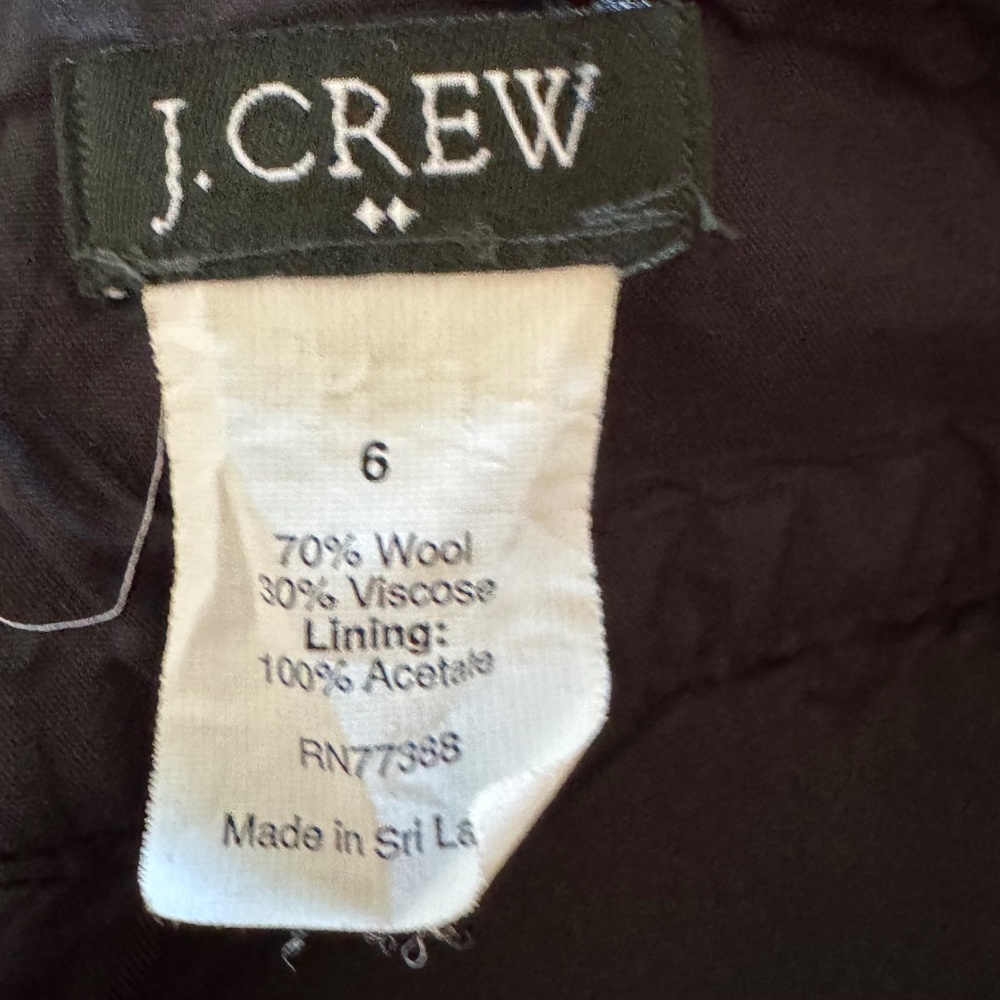 J.CREW
6
70% Wool
30% Viscose
Lining:
100% Acetate
RN77388
Made in Sri La